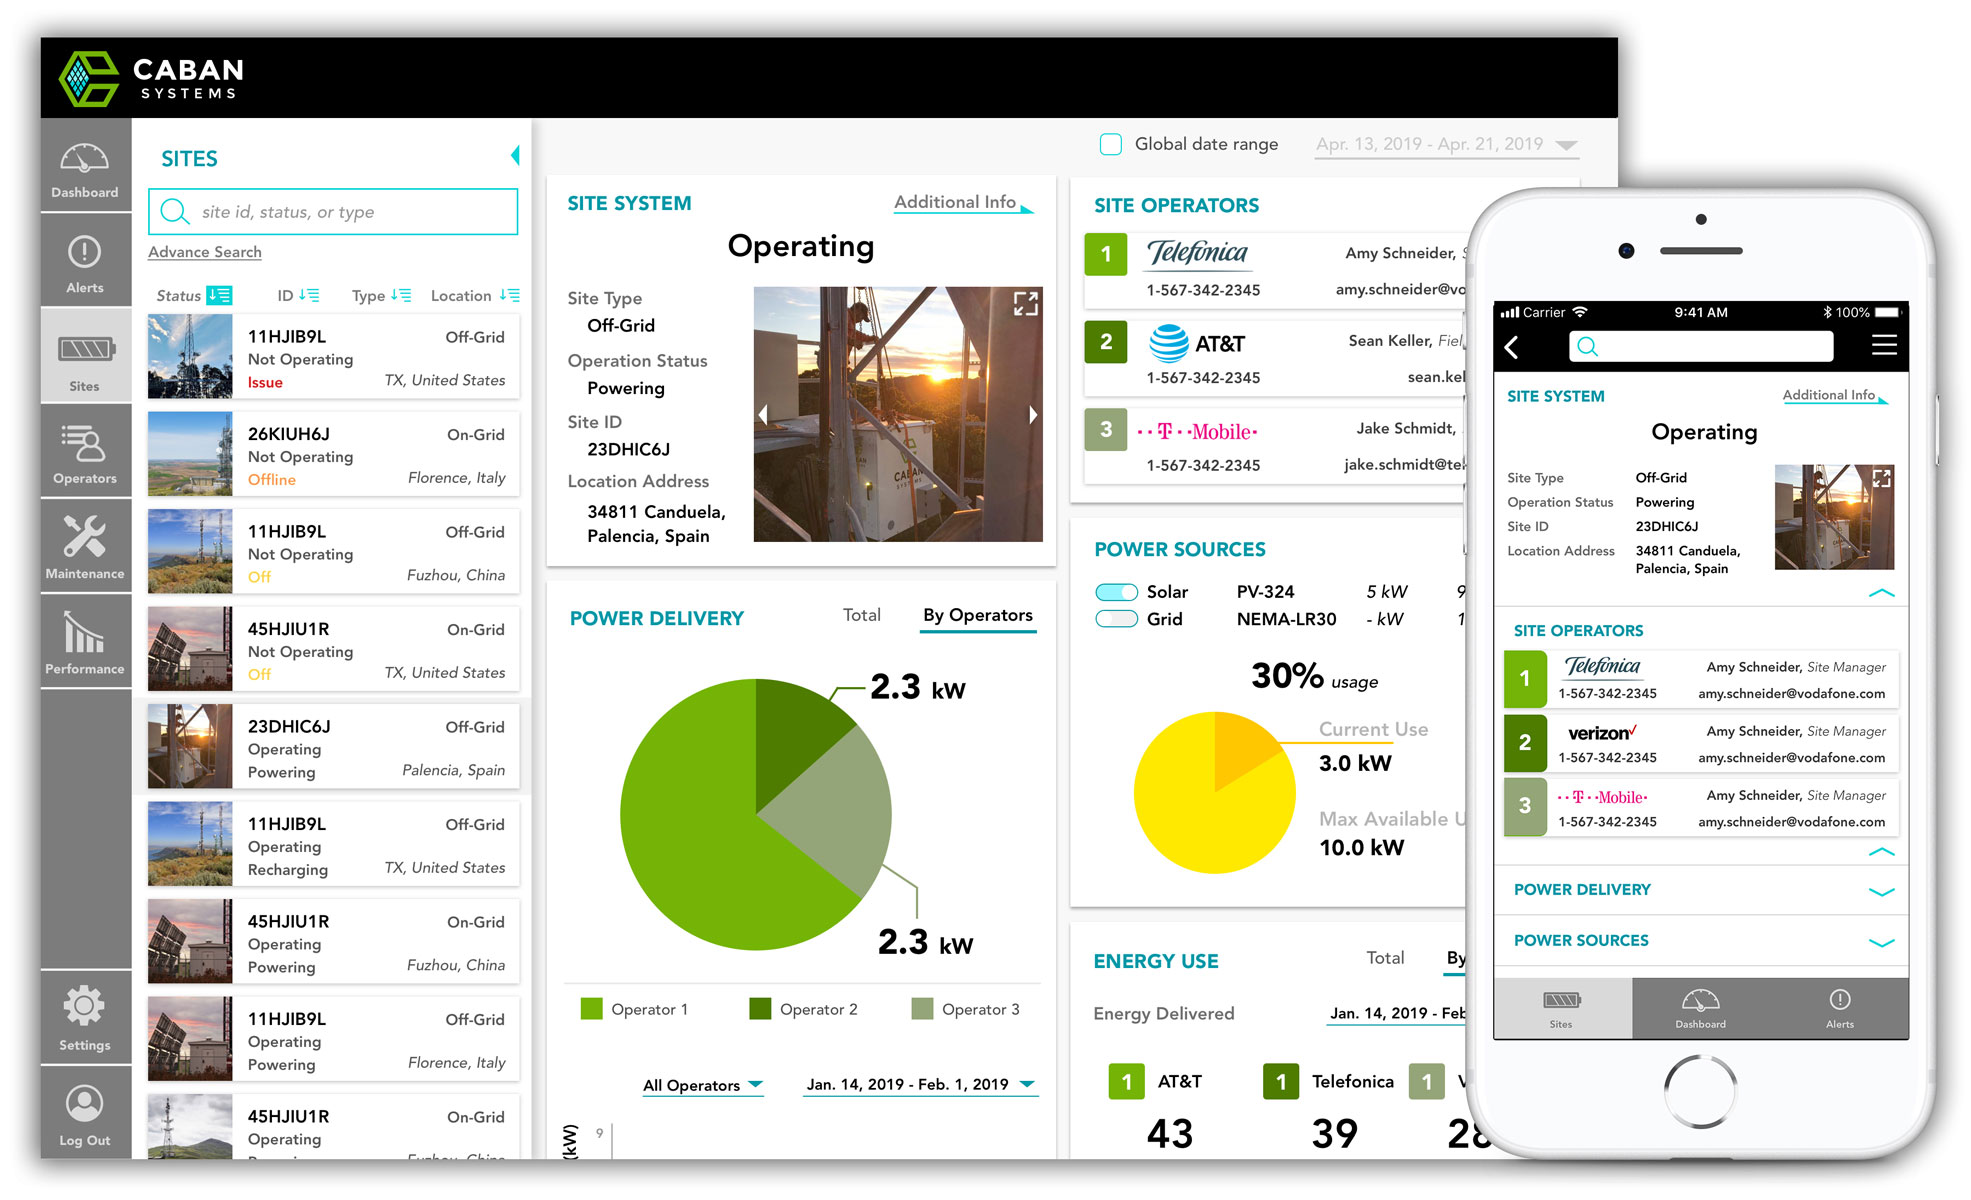 CABAN
SYSTEMS
Dashboard
Alerts
Sites
Operators
Maintenance
Performance
Settings
Log Out
SITES
site id, status, or type
Advance Search
Status ID Type Location
11HJIB9L Off-Grid
Not Operating
Issue TX, United States
26KIUH6J On-Grid
Not Operating
Offline Florence, Italy
11HJIB9L Off-Grid
Not Operating
Off Fuzhou, China
45HJIU1R On-Grid
Not Operating
Off TX, United States
23DHIC6J Off-Grid
Operating
Powering Palencia, Spain
11HJIB9L Off-Grid
Operating
Recharging TX, United States
45HJIU1R On-Grid
Operating
Powering Fuzhou, China
11HJIB9L Off-Grid
Operating
Powering Florence, Italy
45HJIU1R On-Grid
Operating
Global date range Apr. 13, 2019 - Apr. 21, 2019
SITE SYSTEM Additional Info
Operating
Site Type
Off-Grid
Operation Status
Powering
Site ID
23DHIC6J
Location Address
34811 Canduela,
Palencia, Spain
CABAN
SYSTEMS
POWER DELIVERY Total By Operators
2.3 kW
2.3 kW
Operator 1 Operator 2 Operator 3
All Operators Jan. 14, 2019 - Feb. 1, 2019
(kW) 9
SITE OPERATORS
1 Telefónica Amy Schneider,
1-567-342-2345 amy.schneider@vo
2 AT&T Sean Keller, Fiel
1-567-342-2345 sean.kel
3 T Mobile Jake Schmidt,
1-567-342-2345 jake.schmidt@te
POWER SOURCES
Solar PV-324 5 kW 9
Grid NEMA-LR30 - kW 1
30% usage
Current Use
3.0 kW
Max Available U
10.0 kW
ENERGY USE Total By
Energy Delivered Jan. 14, 2019 - Feb
1 AT&T 1 Telefonica 1 V
43 39 28
Carrier 9:41 AM 100%
SITE SYSTEM Additional Info
Operating
Site Type Off-Grid
Operation Status Powering
Site ID 23DHIC6J
Location Address 34811 Canduela,
Palencia, Spain
SITE OPERATORS
1 Telefónica Amy Schneider, Site Manager
1-567-342-2345 amy.schneider@vodafone.com
2 verizon Amy Schneider, Site Manager
1-567-342-2345 amy.schneider@vodafone.com
3 T Mobile Amy Schneider, Site Manager
1-567-342-2345 amy.schneider@vodafone.com
POWER DELIVERY
POWER SOURCES
Sites Dashboard Alerts